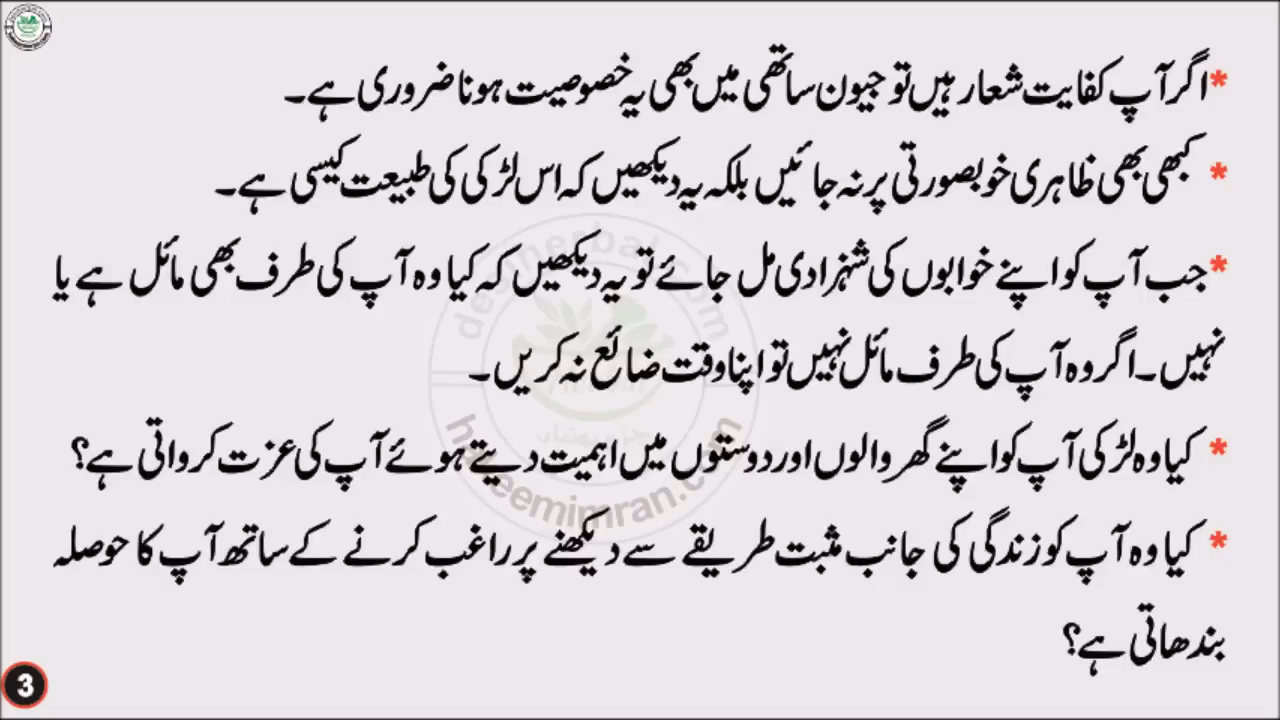 *اگر آپ کفایت شعار ہیں تو جیون ساتھی میں بھی یہ خصوصیت ہونا ضروری ہے۔
* کبھی بھی ظاہری خوبصورتی پر نہ جائیں بلکہ یہ دیکھیں کہ اس لڑکی کی طبیعت کیسی ہے۔
*جب آپ کو اپنے خوابوں کی شہزادی مل جائے تو یہ دیکھیں کہ کیا وہ آپ کی طرف بھی مائل ہے یا
نہیں۔ اگر وہ آپ کی طرف مائل نہیں تو اپنا وقت ضائع نہ کریں۔
* کیا وہ لڑکی آپ کو اپنے گھر والوں اور دوستوں میں اہمیت دیتے ہوئے آپ کی عزت کرواتی ہے؟
* کیا وہ آپ کو زندگی کی جانب مثبت طریقے سے دیکھنے پر راغب کرنے کے ساتھ آپ کا حوصلہ
بندھاتی ہے؟
3
hakeemimran.com